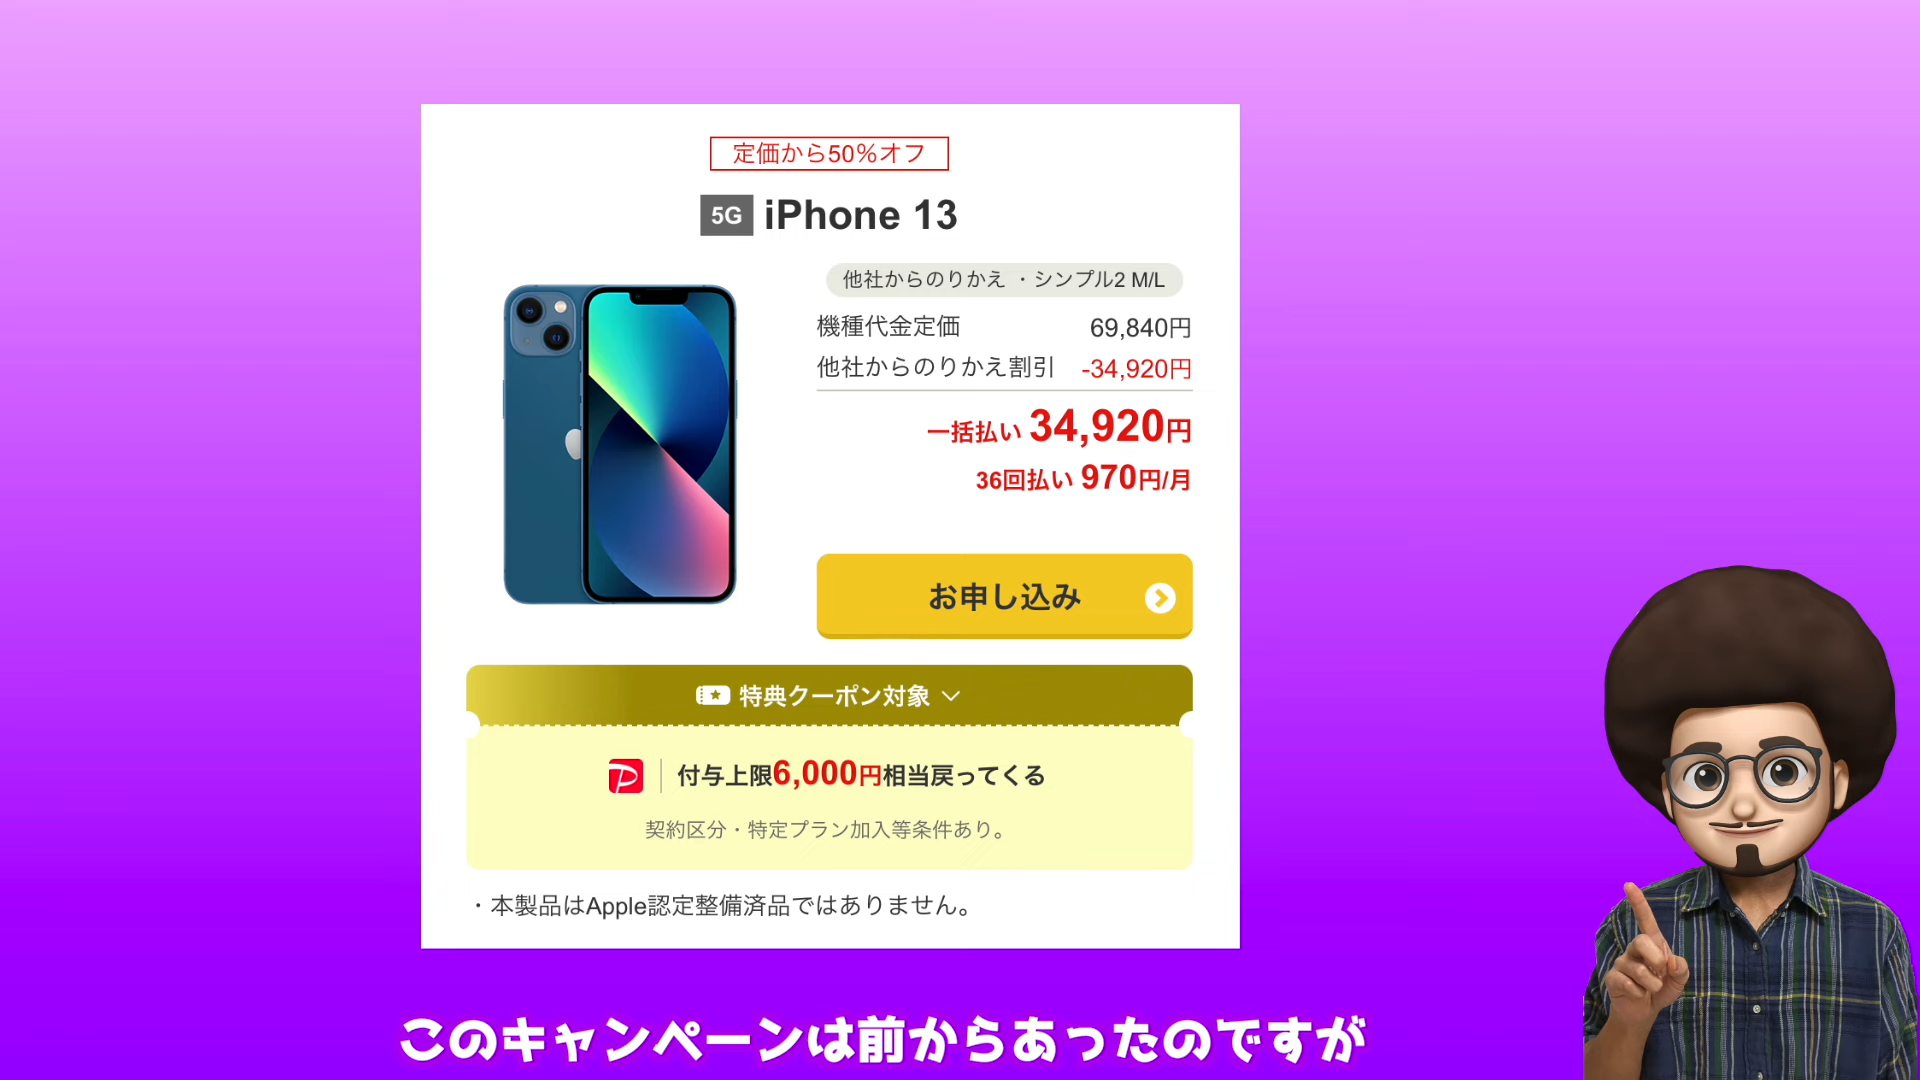 定価から50%オフ
5G iPhone 13
他社からのりかえ ・シンプル2 M/L
機種代金定価 69,840円
他社からのりかえ割引 -34,920円
一括払い 34,920円
36回払い 970円/月
お申し込み
特典クーポン対象
付与上限6,000円相当戻ってくる
契約区分・特定プラン加入等条件あり。
・本製品はApple認定整備済品ではありません。
このキャンペーンは前からあったのですが